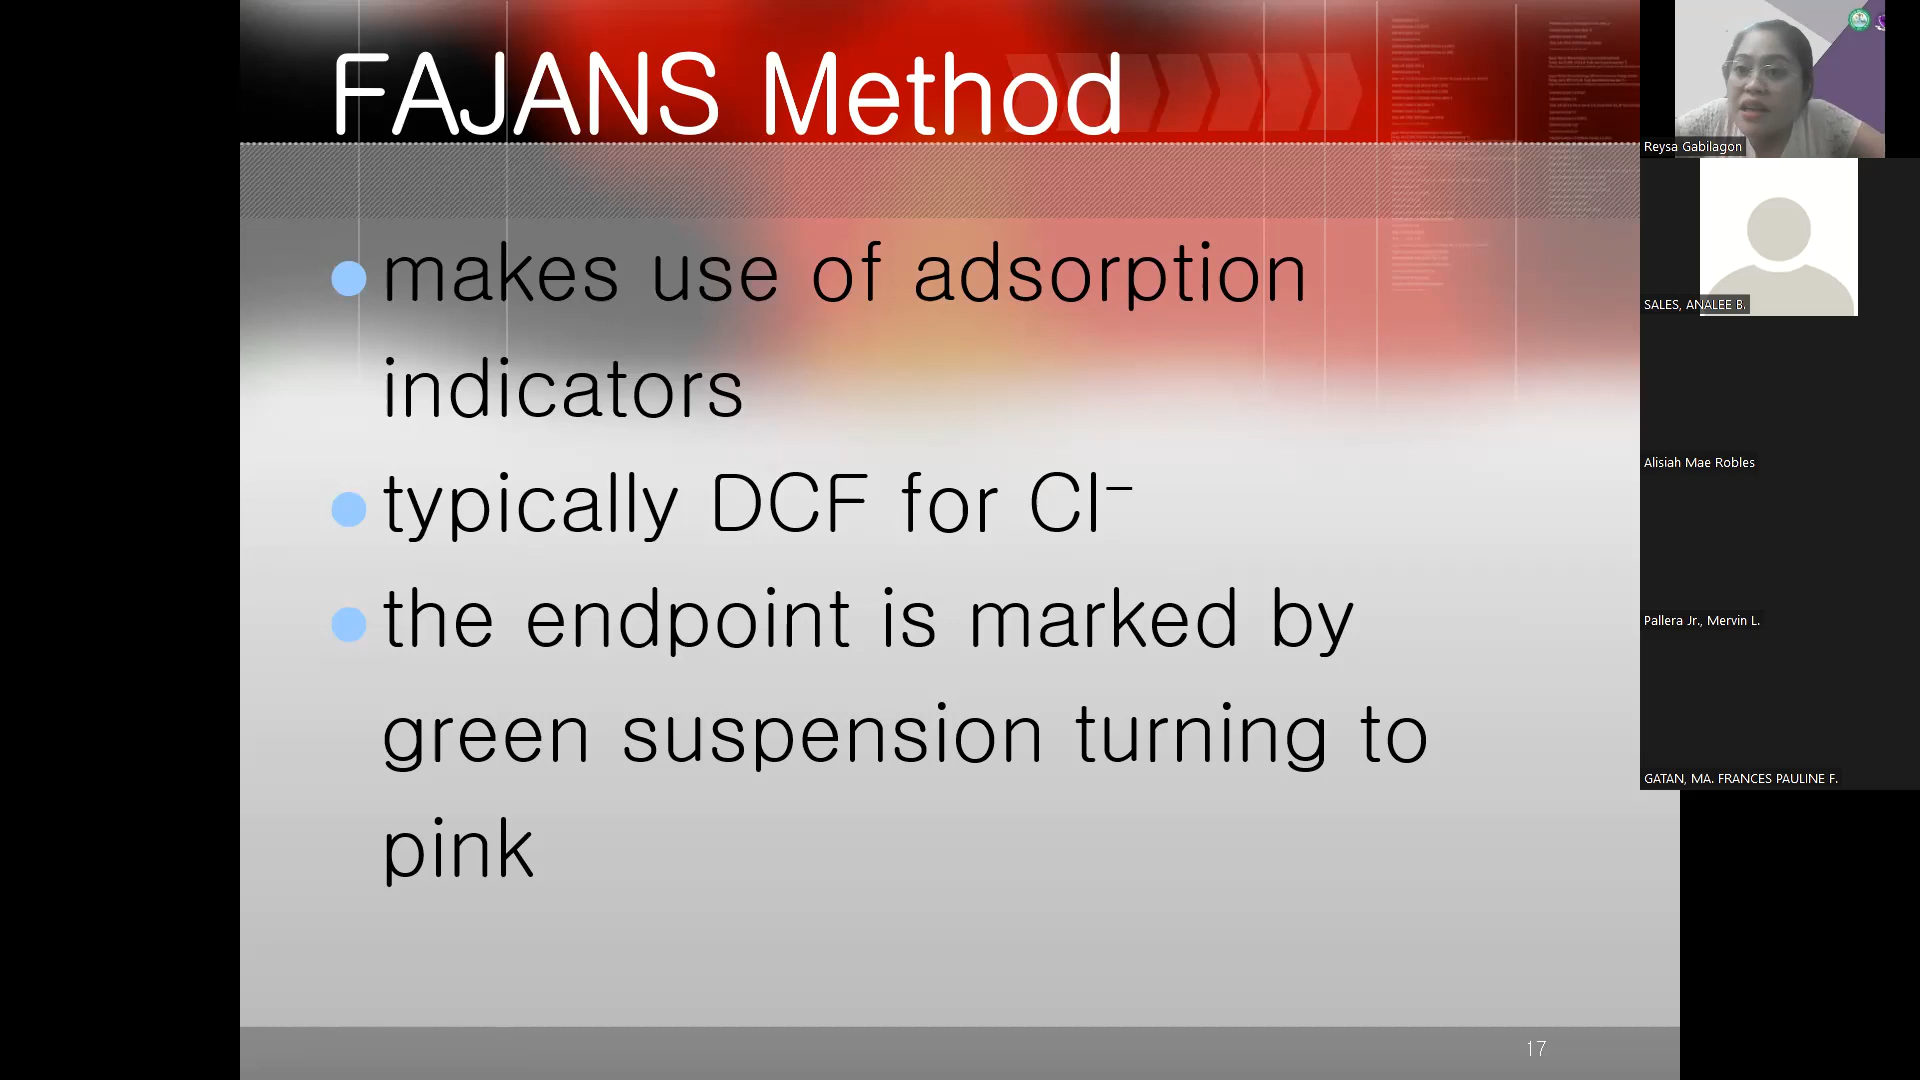 FAJANS Method
makes use of adsorption
indicators
typically DCF for Cl⁻
the endpoint is marked by
green suspension turning to
pink
17
Reysa Gabilagon
SALES, ANALEE B.
Alisiah Mae Robles
Pallera Jr., Mervin L.
GATAN, MA. FRANCES PAULINE F.